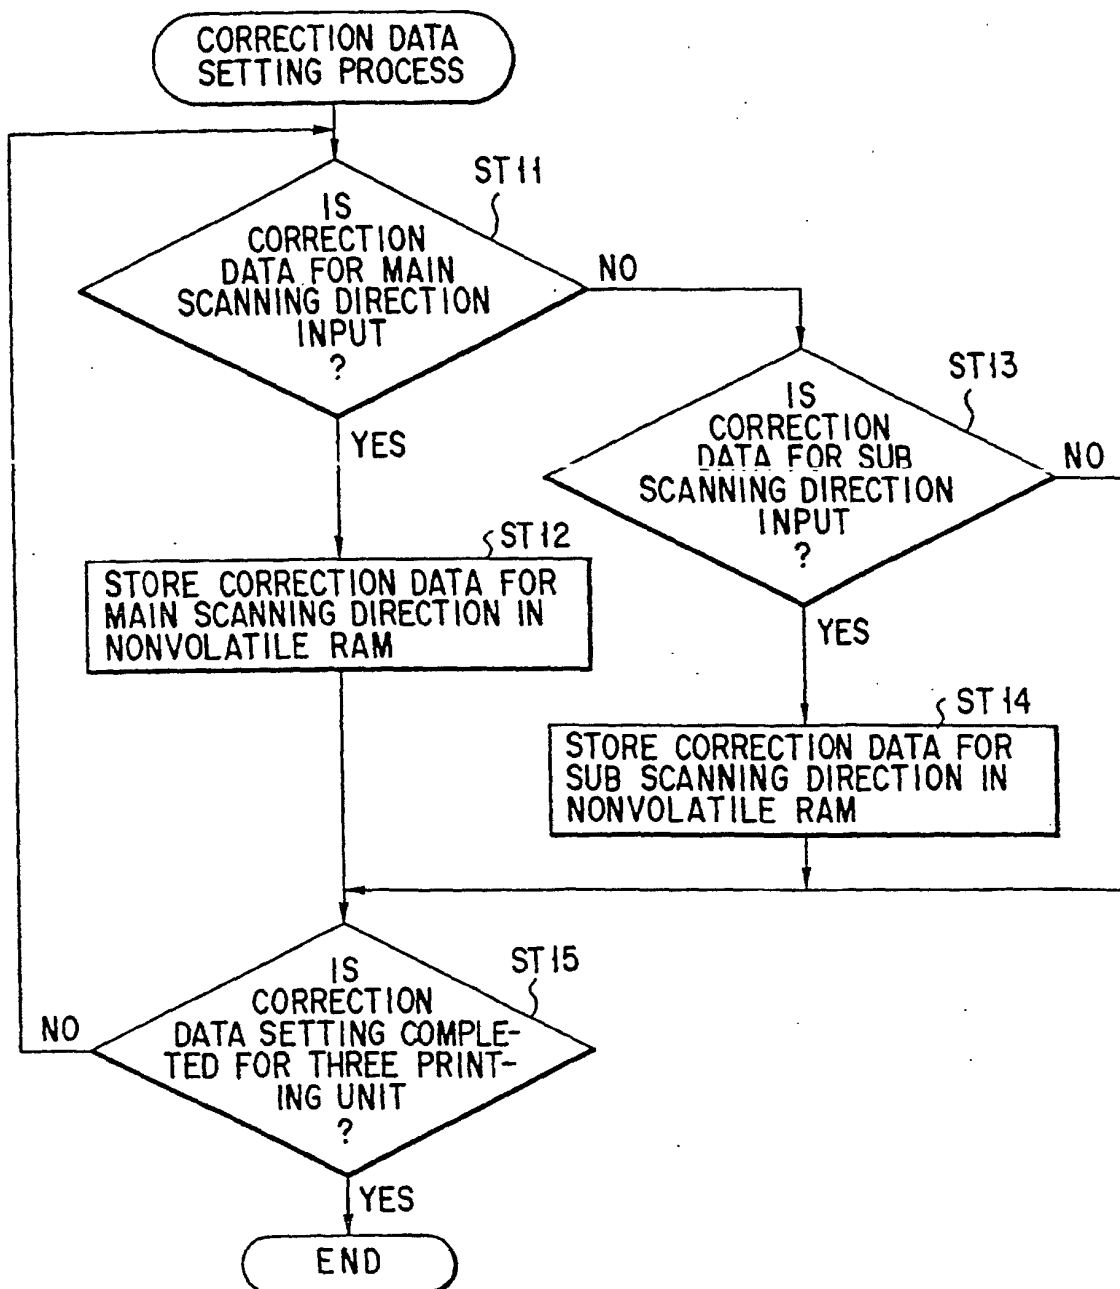 CORRECTION DATA
SETTING PROCESS
ST11
IS
CORRECTION
DATA FOR MAIN
SCANNING DIRECTION
INPUT
?
NO
YES
ST13
IS
CORRECTION
DATA FOR SUB
SCANNING DIRECTION
INPUT
?
NO
YES
ST12
STORE CORRECTION DATA FOR
MAIN SCANNING DIRECTION IN
NONVOLATILE RAM
ST14
STORE CORRECTION DATA FOR
SUB SCANNING DIRECTION IN
NONVOLATILE RAM
ST15
IS
CORRECTION
DATA SETTING COMPLE-
TED FOR THREE PRINT-
ING UNIT
?
NO
YES
END